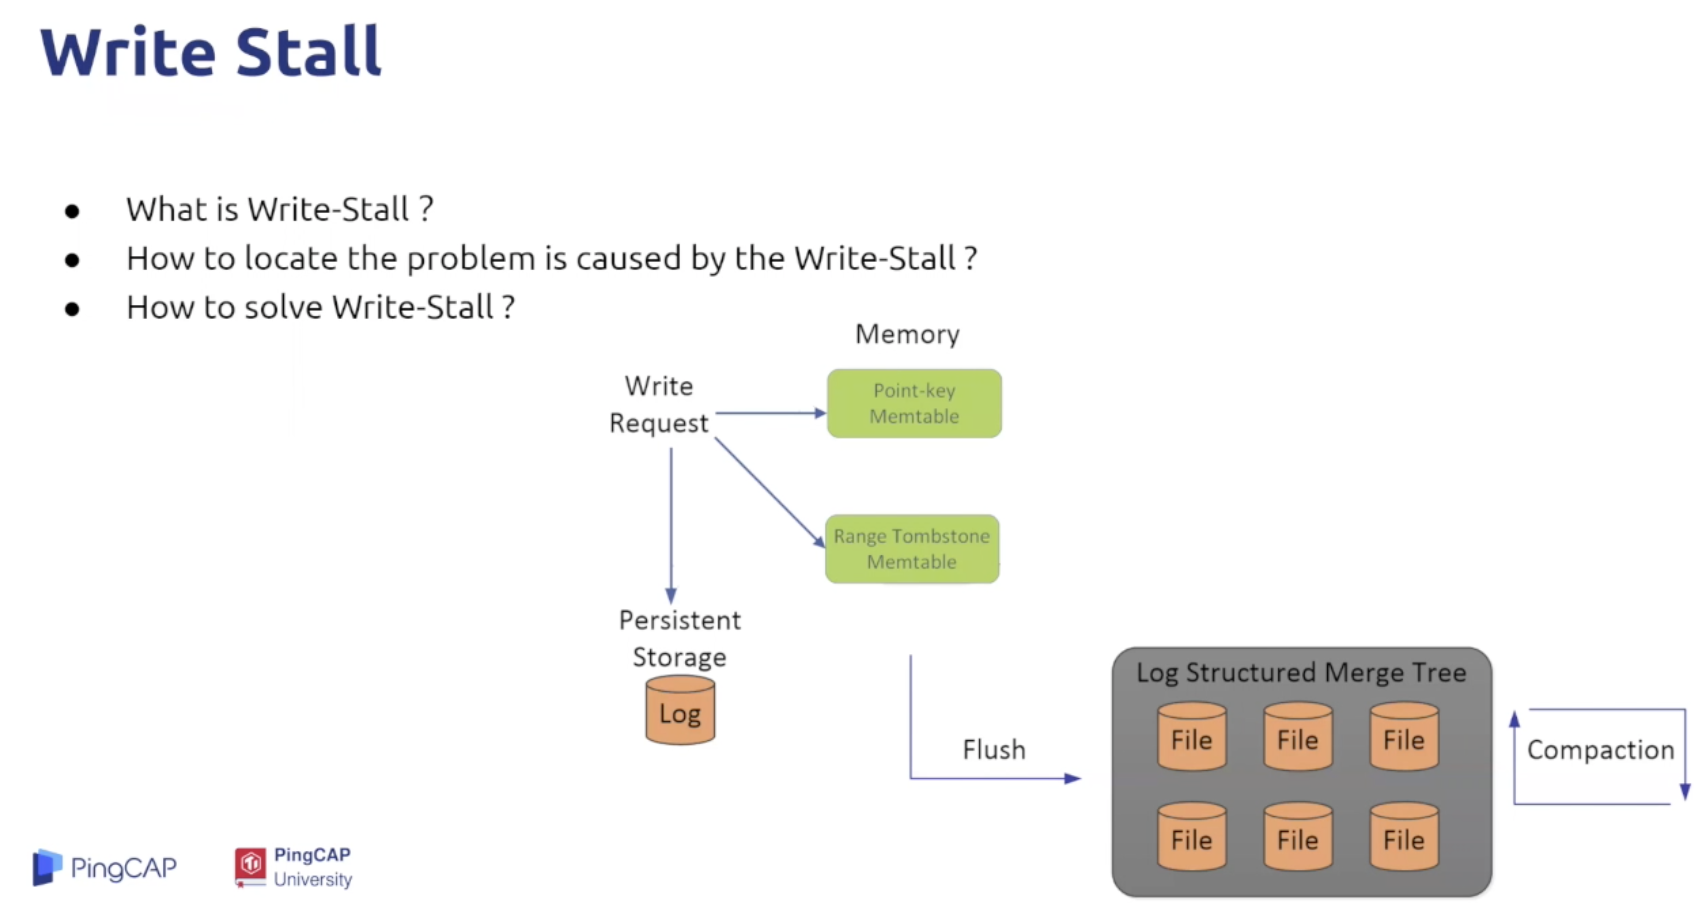 Write Stall
● What is Write-Stall ?
● How to locate the problem is caused by the Write-Stall ?
● How to solve Write-Stall ?
Memory
Write
Request
Point-key
Memtable
Range Tombstone
Memtable
Persistent
Storage
Log
Flush
Log Structured Merge Tree
File File File
File File File
Compaction
PingCAP
PingCAP
University